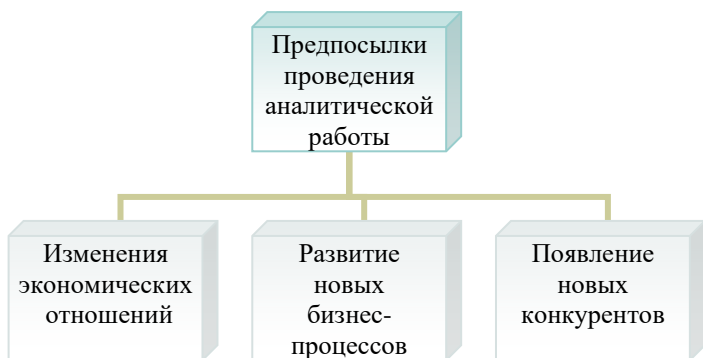 Предпосылки
проведения
аналитической
работы
Изменения
экономических
отношений
Развитие
новых
бизнес-
процессов
Появление
новых
конкурентов